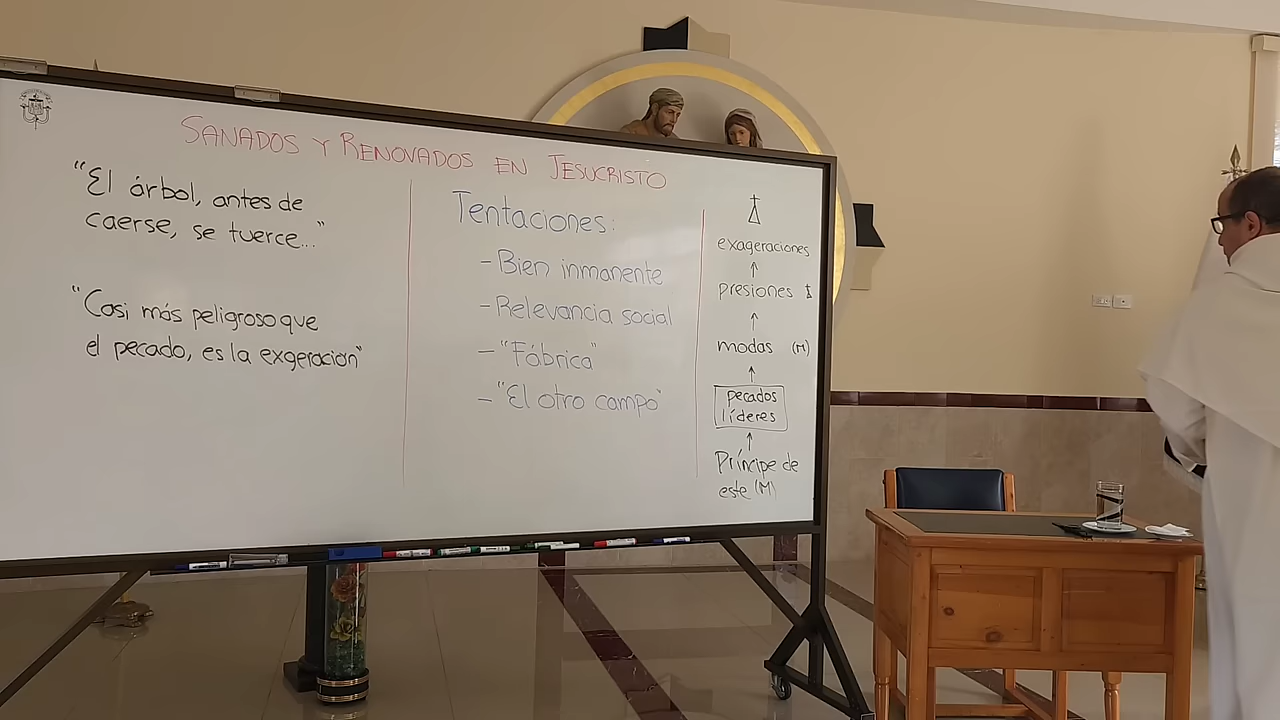 SANADOS Y RENOVADOS EN JESUCRISTO
"El árbol, antes de
caerse, se tuerce..."
"Casi más peligroso que
el pecado, es la exgeración"
Tentaciones:
- Bien inmanente
- Relevancia social
- "Fábrica"
- "El otro campo"
exageraciones
↑
presiones
↑
modas (M)
↑
pecados
líderes
↑
Príncipe de
este (M)